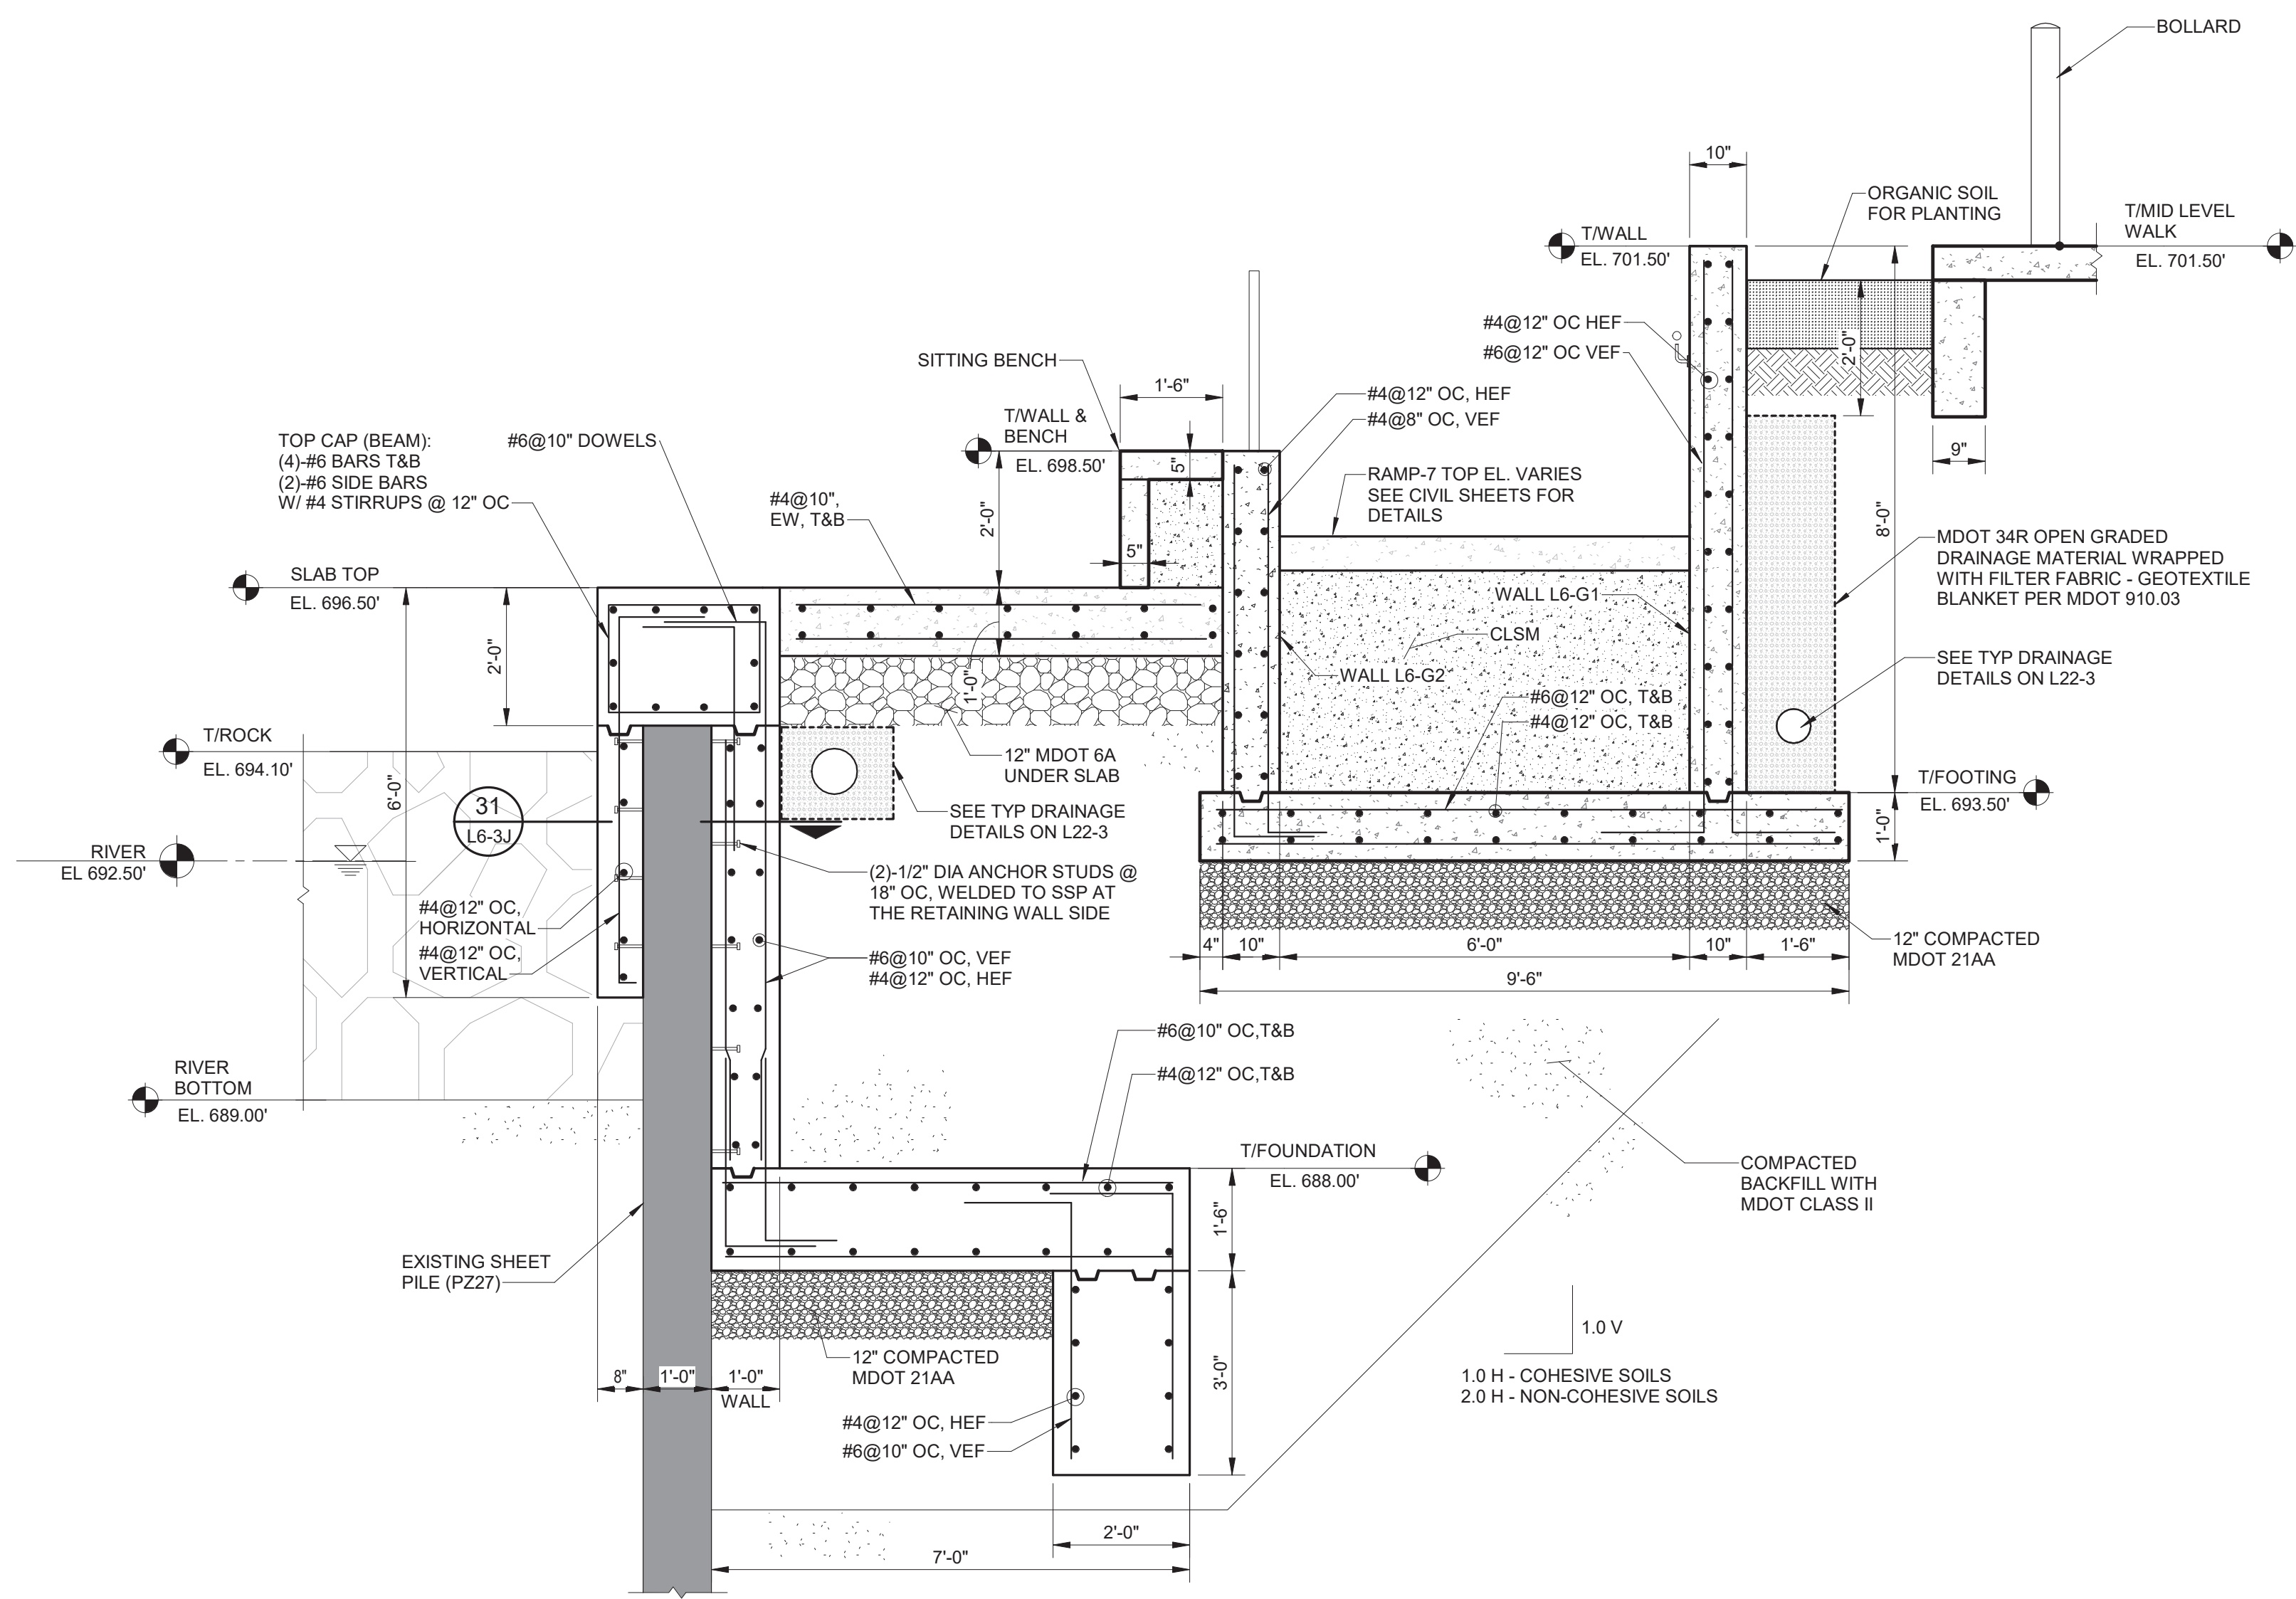 BOLLARD
10"
ORGANIC SOIL
FOR PLANTING
T/MID LEVEL
WALK
EL. 701.50'
T/WALL
EL. 701.50'
#4@12" OC HEF
#6@12" OC VEF
2'-0"
9"
8'-0"
SITTING BENCH
1'-6"
#4@12" OC, HEF
#4@8" OC, VEF
T/WALL &
BENCH
EL. 698.50'
5"
5"
2'-0"
RAMP-7 TOP EL. VARIES
SEE CIVIL SHEETS FOR
DETAILS
TOP CAP (BEAM):
(4)-#6 BARS T&B
(2)-#6 SIDE BARS
W/ #4 STIRRUPS @ 12" OC
#6@10" DOWELS
#4@10",
EW, T&B
MDOT 34R OPEN GRADED
DRAINAGE MATERIAL WRAPPED
WITH FILTER FABRIC - GEOTEXTILE
BLANKET PER MDOT 910.03
SLAB TOP
EL. 696.50'
2'-0"
1'-0"
WALL L6-G1
CLSM
WALL L6-G2
#6@12" OC, T&B
#4@12" OC, T&B
SEE TYP DRAINAGE
DETAILS ON L22-3
T/ROCK
EL. 694.10'
6'-0"
12" MDOT 6A
UNDER SLAB
SEE TYP DRAINAGE
DETAILS ON L22-3
T/FOOTING
EL. 693.50'
1'-0"
31
L6-3J
RIVER
EL 692.50'
(2)-1/2" DIA ANCHOR STUDS @
18" OC, WELDED TO SSP AT
THE RETAINING WALL SIDE
#4@12" OC,
HORIZONTAL
#4@12" OC,
VERTICAL
#6@10" OC, VEF
#4@12" OC, HEF
4"
10"
6'-0"
10"
1'-6"
9'-6"
12" COMPACTED
MDOT 21AA
#6@10" OC,T&B
#4@12" OC,T&B
RIVER
BOTTOM
EL. 689.00'
T/FOUNDATION
EL. 688.00'
COMPACTED
BACKFILL WITH
MDOT CLASS II
1'-6"
EXISTING SHEET
PILE (PZ27)
1.0 V
1.0 H - COHESIVE SOILS
2.0 H - NON-COHESIVE SOILS
12" COMPACTED
MDOT 21AA
8"
1'-0"
1'-0"
WALL
3'-0"
#4@12" OC, HEF
#6@10" OC, VEF
2'-0"
7'-0"